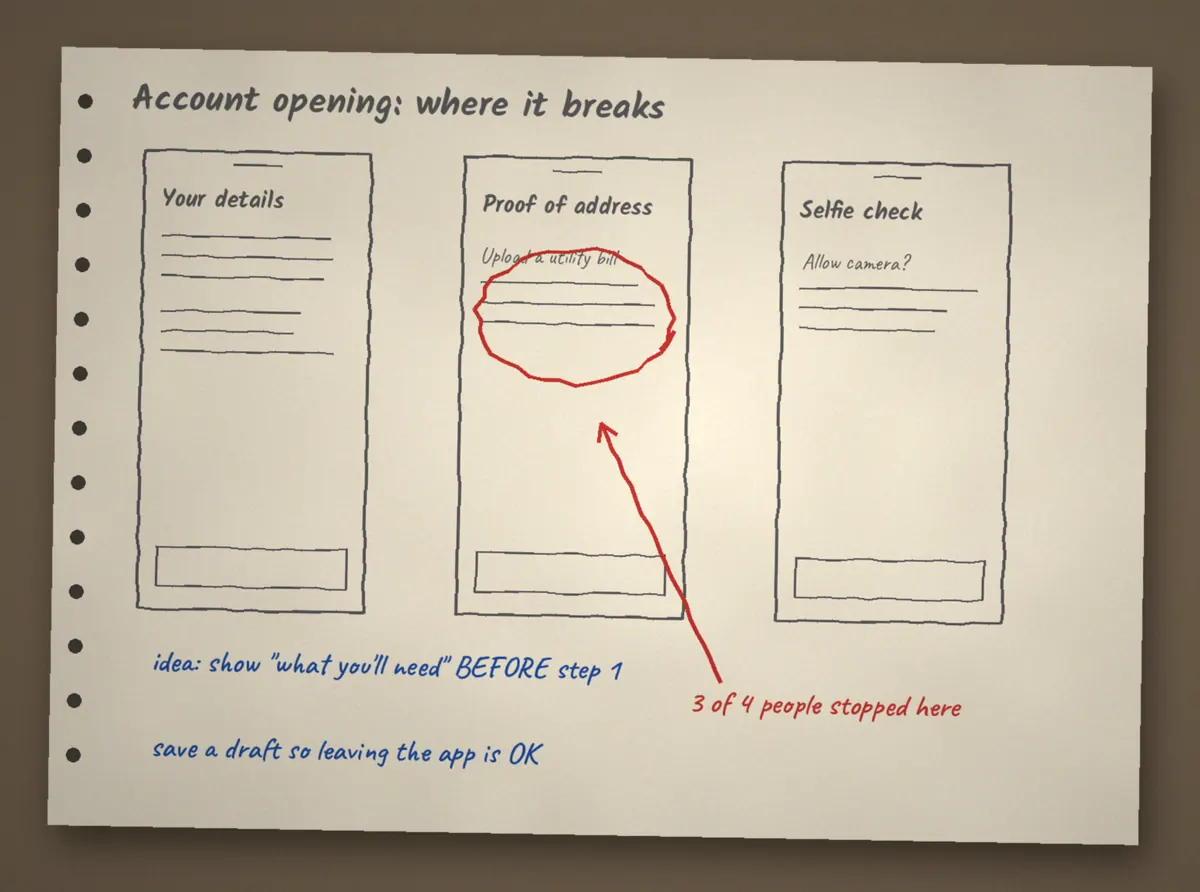 Account opening: where it breaks
Your details
Proof of address
Upload a utility bill
Selfie check
Allow camera?
idea: show "what you'll need" BEFORE step 1
3 of 4 people stopped here
save a draft so leaving the app is OK